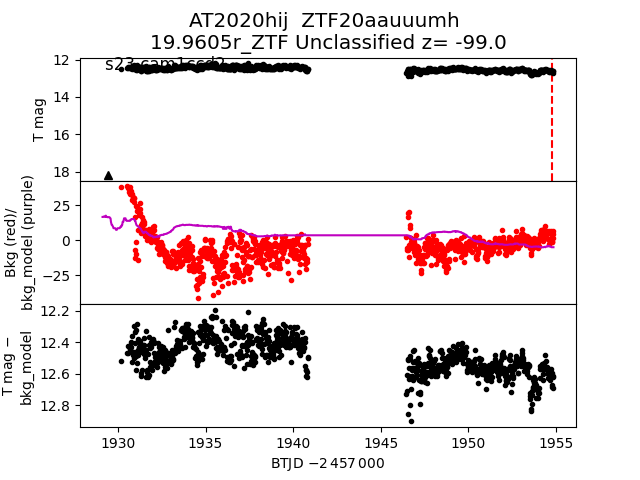 AT2020hij ZTF20aauuumh
19.9605r_ZTF Unclassified z= -99.0
s23 cam1ccd2
T mag
12
14
16
18
Bkg (red)/
bkg_model (purple)
25
0
−25
T mag −
bkg_model
12.2
12.4
12.6
12.8
1930
1935
1940
1945
1950
1955
BTJD −2 457 000